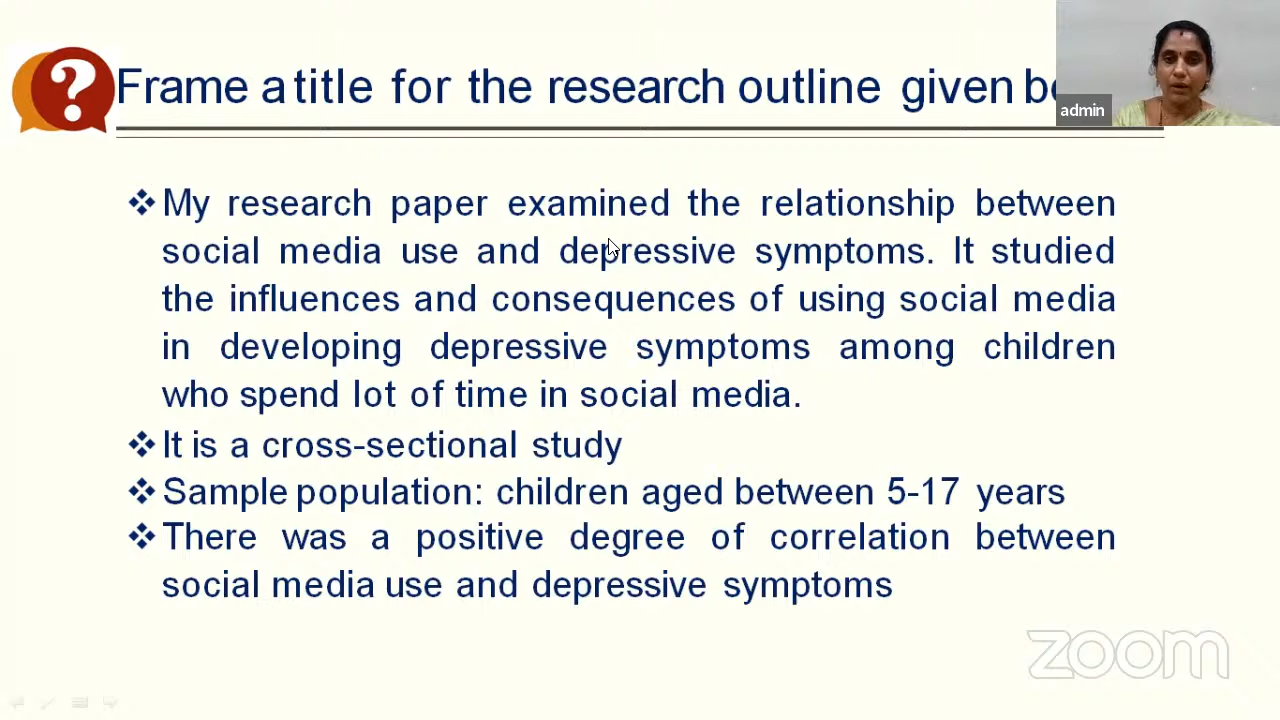 Frame a title for the research outline given
admin
❖ My research paper examined the relationship between
social media use and depressive symptoms. It studied
the influences and consequences of using social media
in developing depressive symptoms among children
who spend lot of time in social media.
❖ It is a cross-sectional study
❖ Sample population: children aged between 5-17 years
❖ There was a positive degree of correlation between
social media use and depressive symptoms
zoom